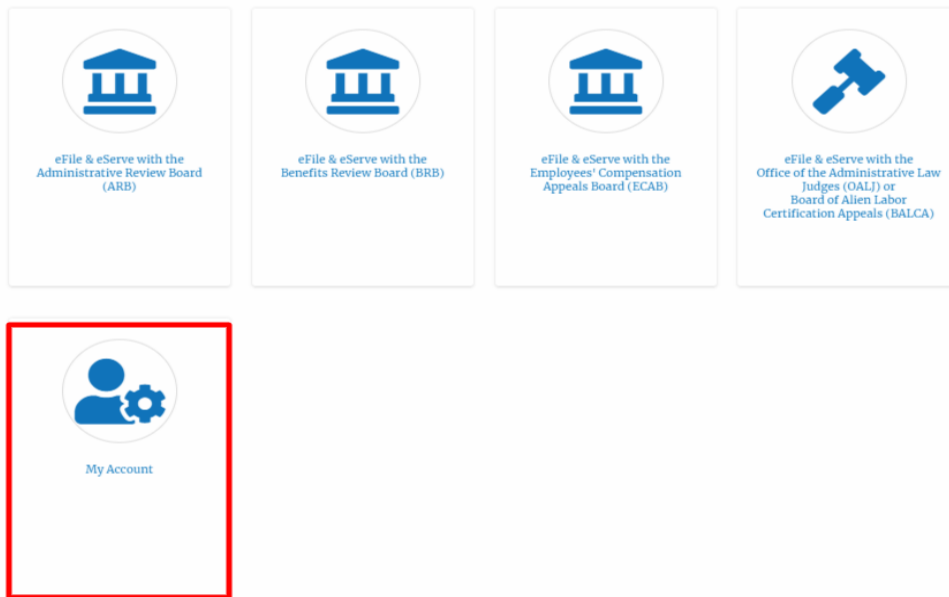 eFile & eServe with the
Administrative Review Board
(ARB)
eFile & eServe with the
Benefits Review Board (BRB)
eFile & eServe with the
Employees' Compensation
Appeals Board (ECAB)
eFile & eServe with the
Office of the Administrative Law
Judges (OALJ) or
Board of Alien Labor
Certification Appeals (BALCA)
My Account